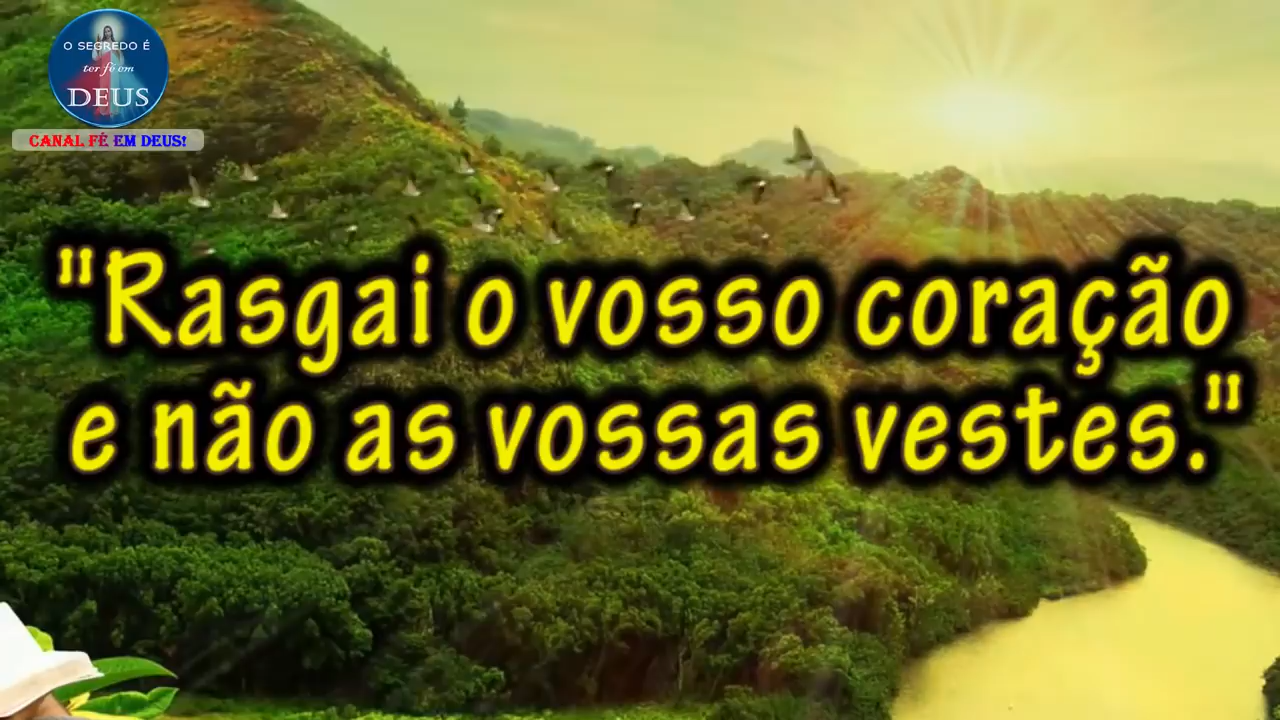 O SEGREDO É
ter fé em
DEUS
CANAL FÉ EM DEUS!
"Rasgai o vosso coração
e não as vossas vestes."